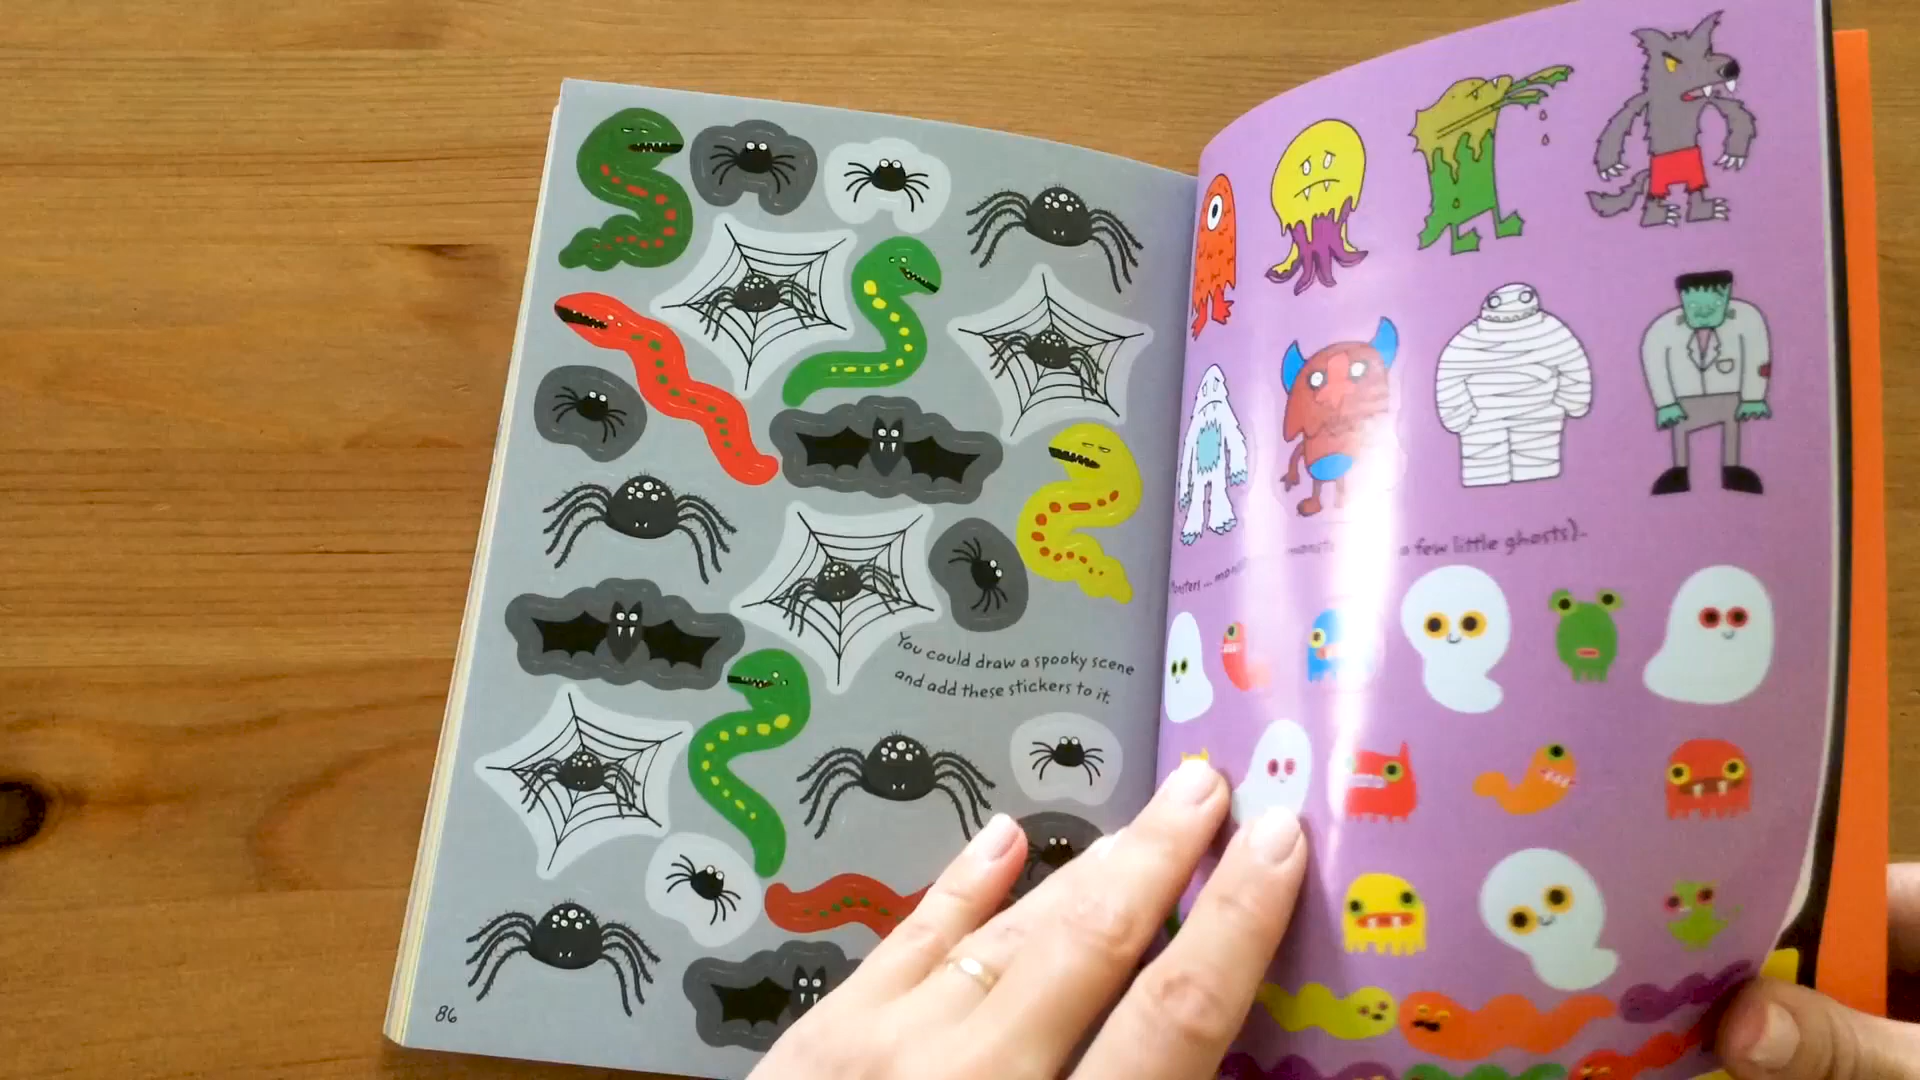 You could draw a spooky scene
and add these stickers to it.
86
a few little ghosts).